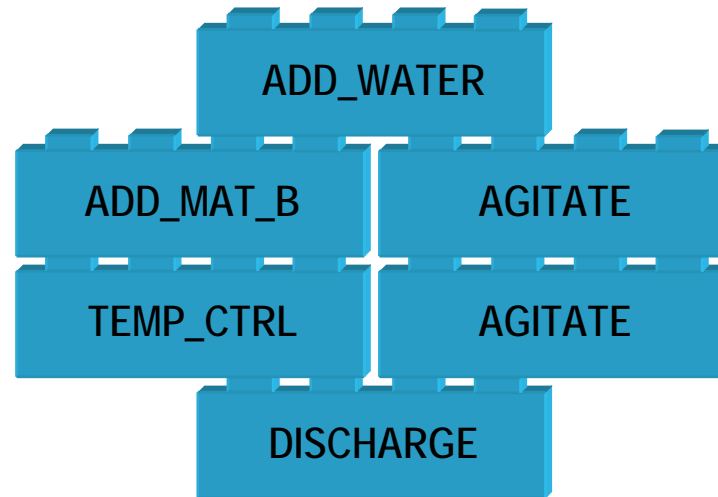 ADD_WATER
ADD_MAT_B
AGITATE
TEMP_CTRL
AGITATE
DISCHARGE